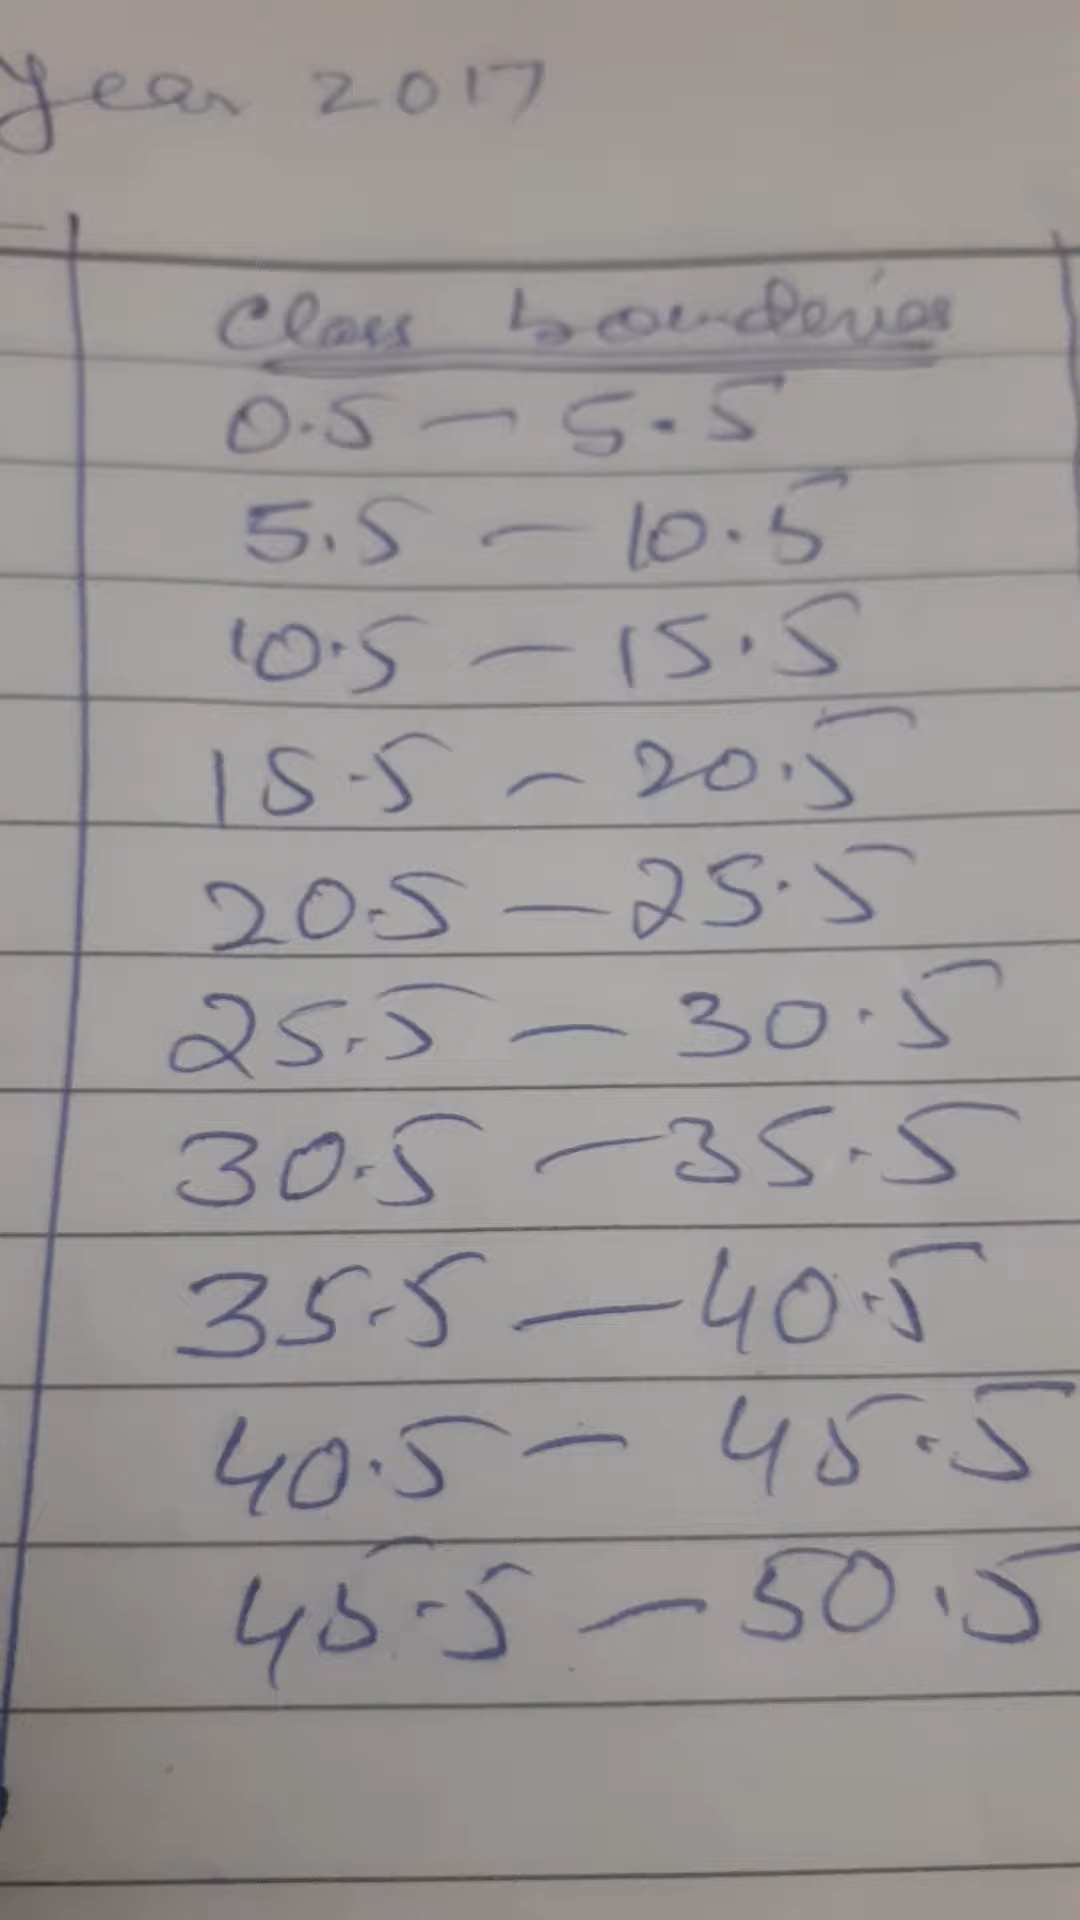 Year 2017
Class bounderies
0.5 – 5.5
5.5 – 10.5
10.5 – 15.5
15.5 – 20.5
20.5 – 25.5
25.5 – 30.5
30.5 – 35.5
35.5 – 40.5
40.5 – 45.5
45.5 – 50.5